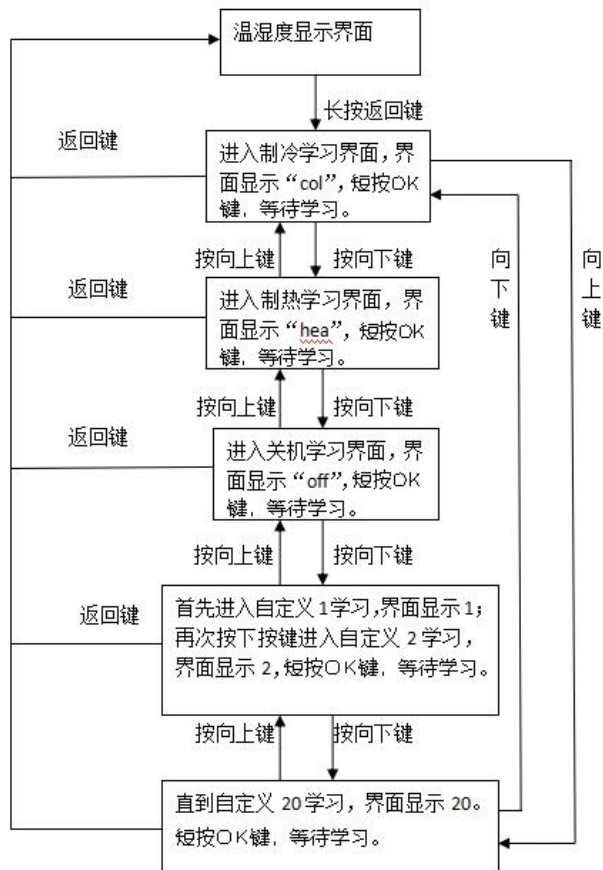 温湿度显示界面
长按返回键
返回键
进入制冷学习界面，界
面显示“col”，短按OK
键，等待学习。
按向上键
按向下键
向下键
向上键
返回键
进入制热学习界面，界
面显示“hea”，短按OK
键，等待学习。
按向上键
按向下键
返回键
进入关机学习界面，界
面显示“off”，短按OK
键，等待学习。
按向上键
按向下键
返回键
首先进入自定义1学习，界面显示1；
再次按下按键进入自定义2学习，
界面显示2，短按OK键，等待学习。
按向上键
按向下键
直到自定义20学习，界面显示20。
短按OK键，等待学习。